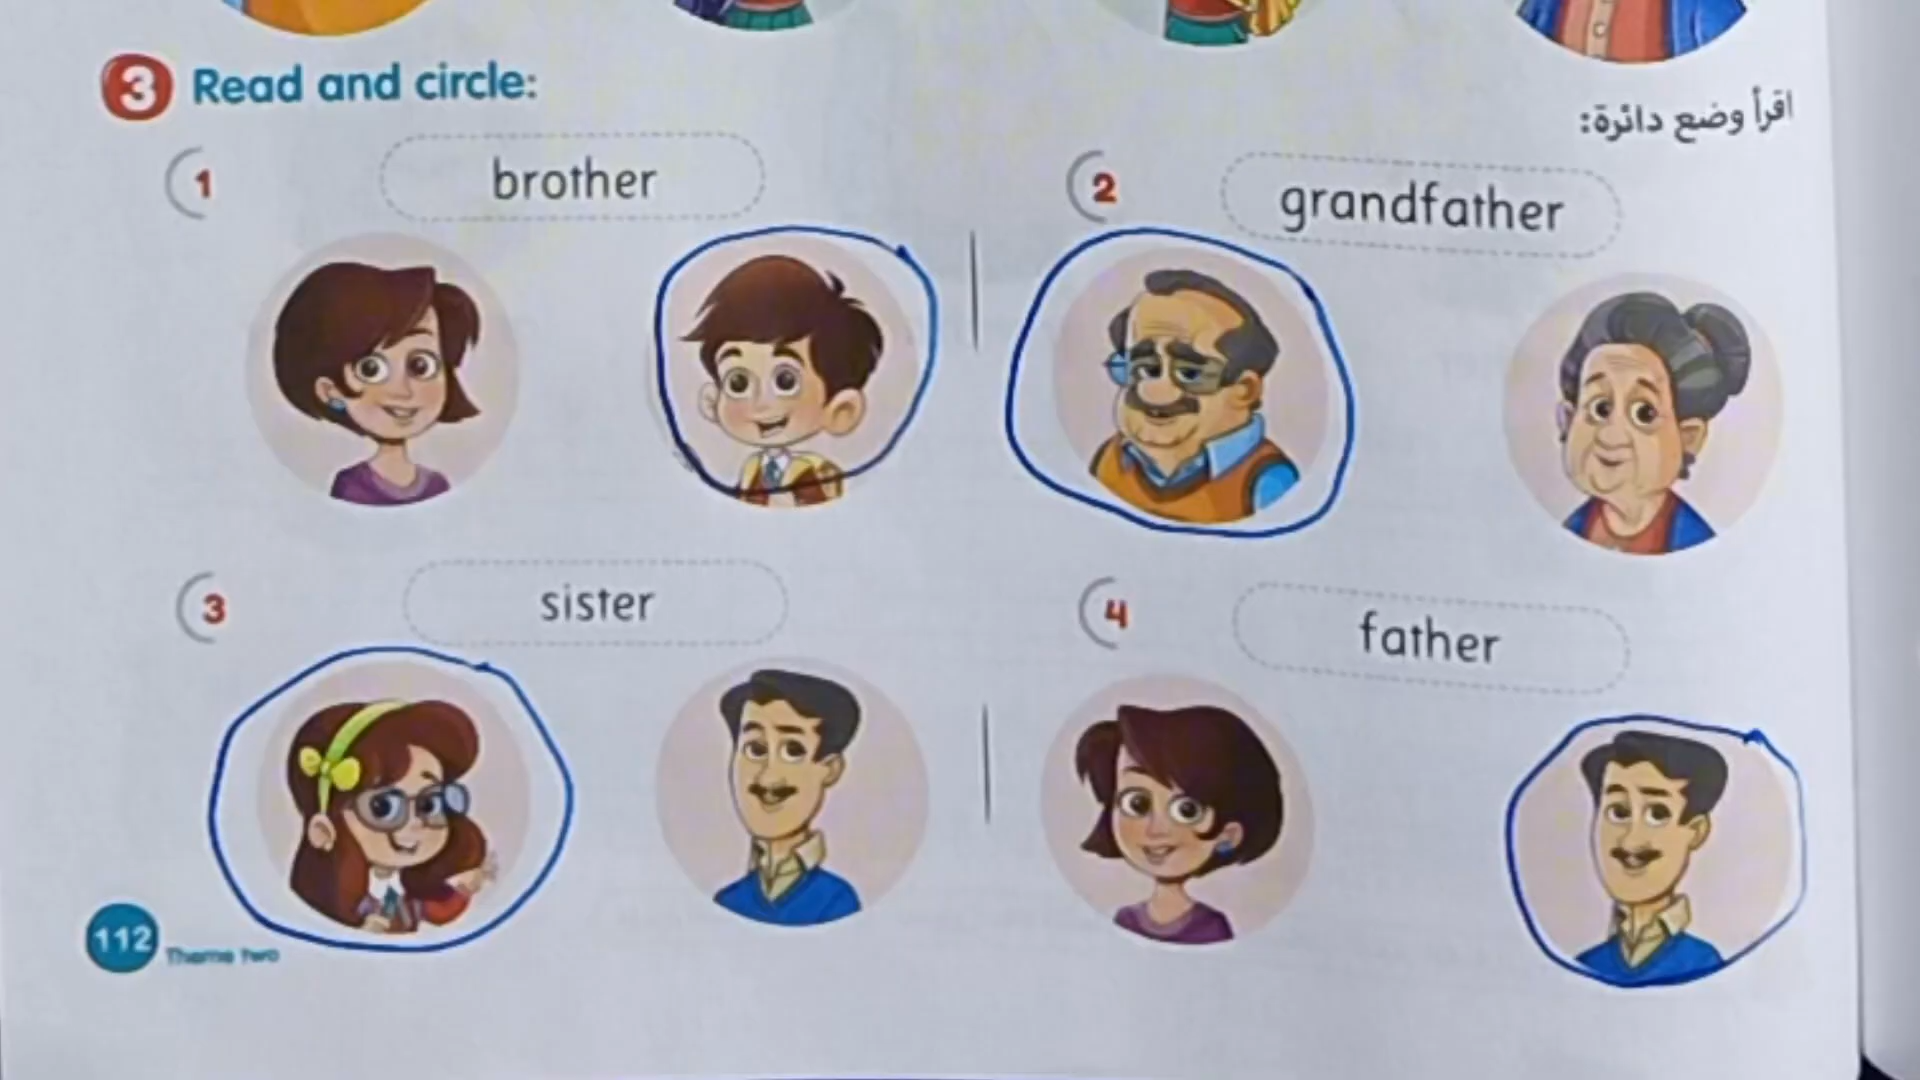 3 Read and circle:
اقرأ وضع دائرة:
1 brother
2 grandfather
3 sister
4 father
112 Theme two